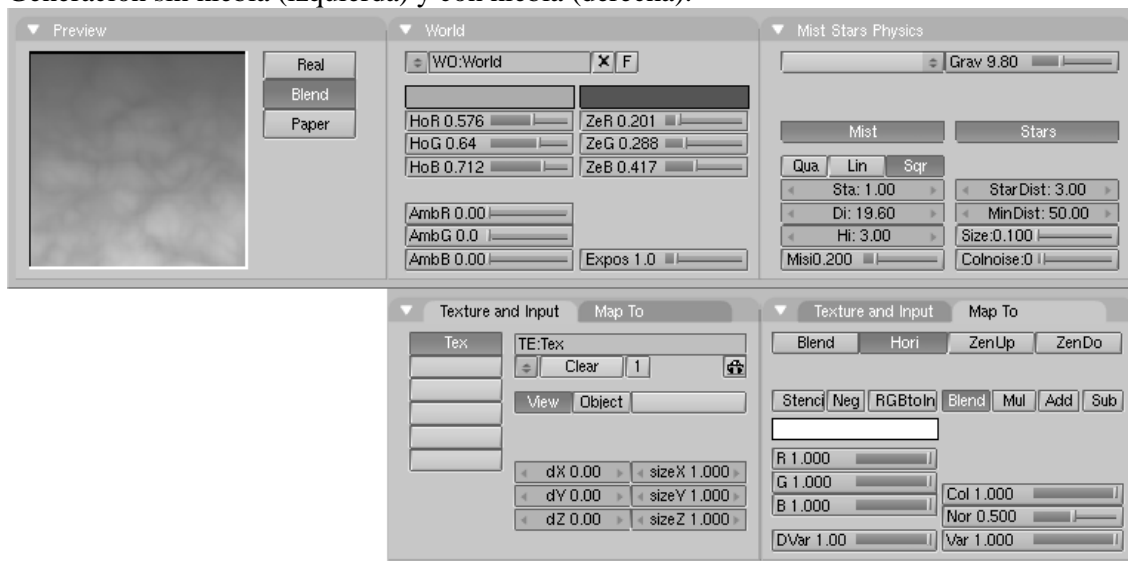 Generación sin niebla (izquierda) y con niebla (derecha).
Preview
Real
Blend
Paper
World
WO:World
F
HoR 0.576
ZeR 0.201
HoG 0.64
ZeG 0.288
HoB 0.712
ZeB 0.417
AmbR 0.00
AmbG 0.0
AmbB 0.00
Expos 1.0
Mist Stars Physics
Grav 9.80
Mist
Stars
Qua Lin Sqr
Sta: 1.00
StarDist: 3.00
Di: 19.60
MinDist: 50.00
Hi: 3.00
Size:0.100
Misi0.200
Colnoise:0
Texture and Input Map To
Tex
TE:Tex
Clear 1
View Object
dX 0.00 sizeX 1.000
dY 0.00 sizeY 1.000
dZ 0.00 sizeZ 1.000
Texture and Input Map To
Blend Hori ZenUp ZenDo
Stenci Neg RGBtoIn Blend Mul Add Sub
R 1.000
G 1.000
B 1.000
Col 1.000
Nor 0.500
DVar 1.00
Var 1.000